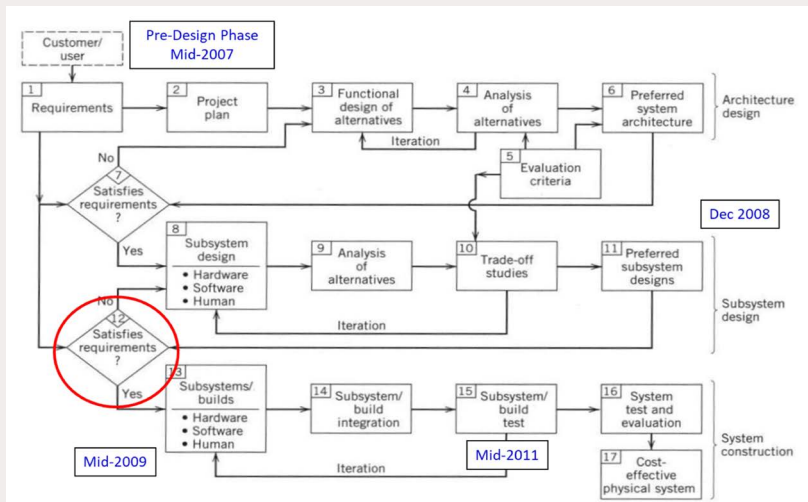 Pre-Design Phase
Mid-2007
Customer/
user
1
Requirements
2
Project
plan
3
Functional
design of
alternatives
4
Analysis
of
alternatives
6
Preferred
system
architecture
Architecture
design
Iteration
5
Evaluation
criteria
No
7
Satisfies
requirements
?
Yes
Dec 2008
8
Subsystem
design
• Hardware
• Software
• Human
9
Analysis
of
alternatives
10
Trade-off
studies
11
Preferred
subsystem
designs
Subsystem
design
Iteration
No
12
Satisfies
requirements
?
Yes
13
Subsystems/
builds
• Hardware
• Software
• Human
14
Subsystem/
build
integration
15
Subsystem/
build
test
16
System
test and
evaluation
System
construction
Mid-2009
Mid-2011
17
Cost-
effective
physical system
Iteration